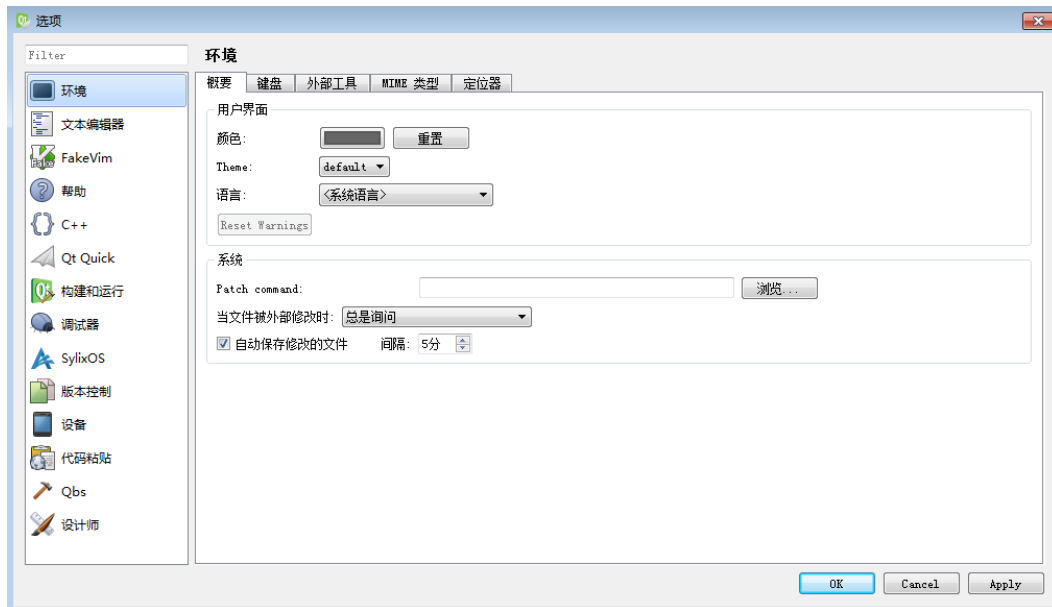 选项
Filter
环境
文本编辑器
FakeVim
帮助
C++
Qt Quick
构建和运行
调试器
SylixOS
版本控制
设备
代码粘贴
Qbs
设计师
环境
概要 键盘 外部工具 MIME 类型 定位器
用户界面
颜色: 重置
Theme: default
语言: <系统语言>
Reset Warnings
系统
Patch command: 浏览...
当文件被外部修改时: 总是询问
自动保存修改的文件 间隔: 5分
OK Cancel Apply